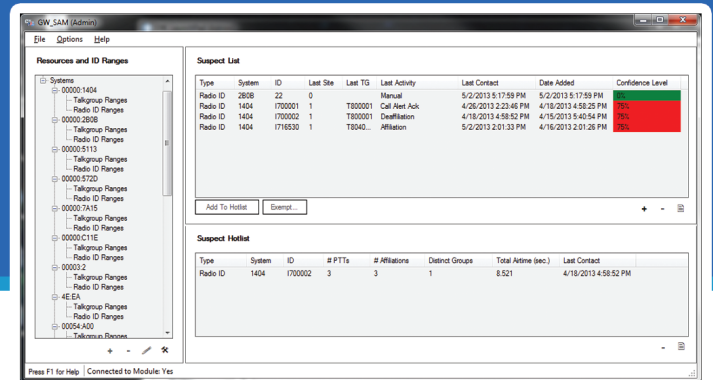 GW_SAM (Admin)
File Options Help
Resources and ID Ranges
Systems
00000:1404
Talkgroup Ranges
Radio ID Ranges
00000:2B0B
Talkgroup Ranges
Radio ID Ranges
00000:5113
Talkgroup Ranges
Radio ID Ranges
00000:572D
Talkgroup Ranges
Radio ID Ranges
00000:7A15
Talkgroup Ranges
Radio ID Ranges
00000:C11E
Talkgroup Ranges
Radio ID Ranges
00003:2
Talkgroup Ranges
Radio ID Ranges
4E:EA
Talkgroup Ranges
Radio ID Ranges
00054:A00
Talkgroup Ranges
Suspect List
Type System ID Last Site Last TG Last Activity Last Contact Date Added Confidence Level
Radio ID 2B0B 22 0 Manual 5/2/2013 5:17:59 PM 5/2/2013 5:17:59 PM 0%
Radio ID 1404 I700001 1 T800001 Call Alert Ack 4/26/2013 2:23:46 PM 4/18/2013 4:58:25 PM 75%
Radio ID 1404 I700002 1 T800001 Deaffiliation 4/18/2013 4:58:52 PM 4/15/2013 5:40:54 PM 75%
Radio ID 1404 I716530 1 T8040... Affiliation 5/2/2013 2:01:33 PM 4/16/2013 2:01:26 PM 75%
Add To Hotlist Exempt...
Suspect Hotlist
Type System ID # PTTs # Affiliations Distinct Groups Total Airtime (sec.) Last Contact
Radio ID 1404 I700002 3 3 1 8.521 4/18/2013 4:58:52 PM
Press F1 for Help Connected to Module: Yes